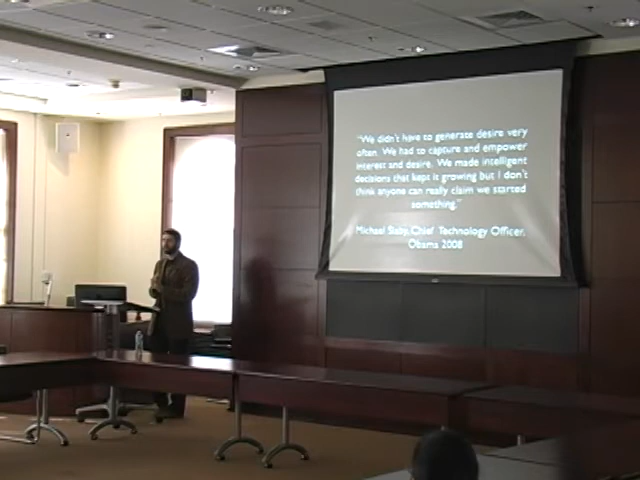 "We didn't have to generate desire very
often. We had to capture and empower
interest and desire. We made intelligent
decisions that kept it growing but I don't
think anyone can really claim we started
something."
Michael Slaby, Chief Technology Officer,
Obama 2008